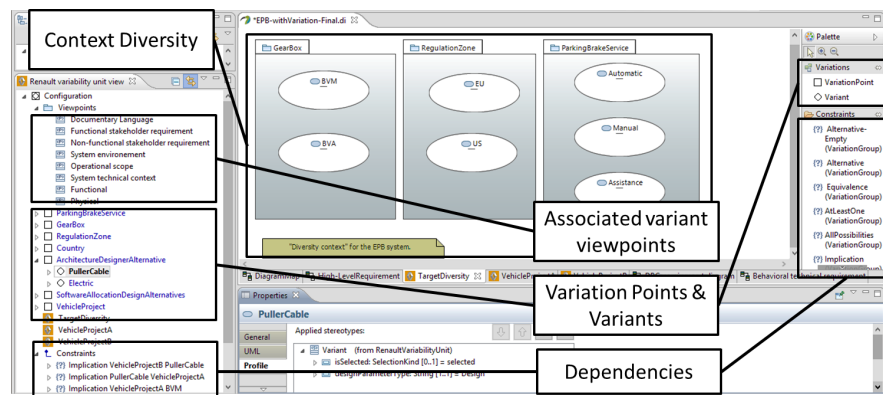 *EPB-withVariation-Final.di
Context Diversity
Renault variability unit view
Configuration
Viewpoints
Documentary Language
Functional stakeholder requirement
Non-functional stakeholder requirement
System environement
Operational scope
System technical context
Functional
Physical
ParkingBrakeService
GearBox
RegulationZone
Country
ArchitectureDesignerAlternative
PullerCable
Electric
SoftwareAllocationDesignAlternatives
VehicleProject
TargetDiversity
VehicleProjectA
VehicleProjectB
Constraints
{?} Implication VehicleProjectB PullerCable
{?} Implication PullerCable VehicleProjectA
{?} Implication VehicleProjectA BVM
GearBox
BVM
BVA
RegulationZone
EU
US
ParkingBrakeService
Automatic
Manual
Assistance
"Diversity context" for the EPB system.
Associated variant
viewpoints
Palette
Variations
VariationPoint
Variant
Constraints
{?} Alternative-
Empty
(VariationGroup)
{?} Alternative
(VariationGroup)
{?} Equivalence
(VariationGroup)
{?} AtLeastOne
(VariationGroup)
{?} AllPossibilities
(VariationGroup)
{?} Implication
Variation Points &
Variants
Dependencies
DiagramMap
High-LevelRequirement
TargetDiversity
Behavioral technical requirement
Properties
PullerCable
General
UML
Profile
Applied stereotypes:
Variant (from RenaultVariabilityUnit)
isSelected: SelectionKind [0..1] = selected
designParameterType: String [1..1] = Design